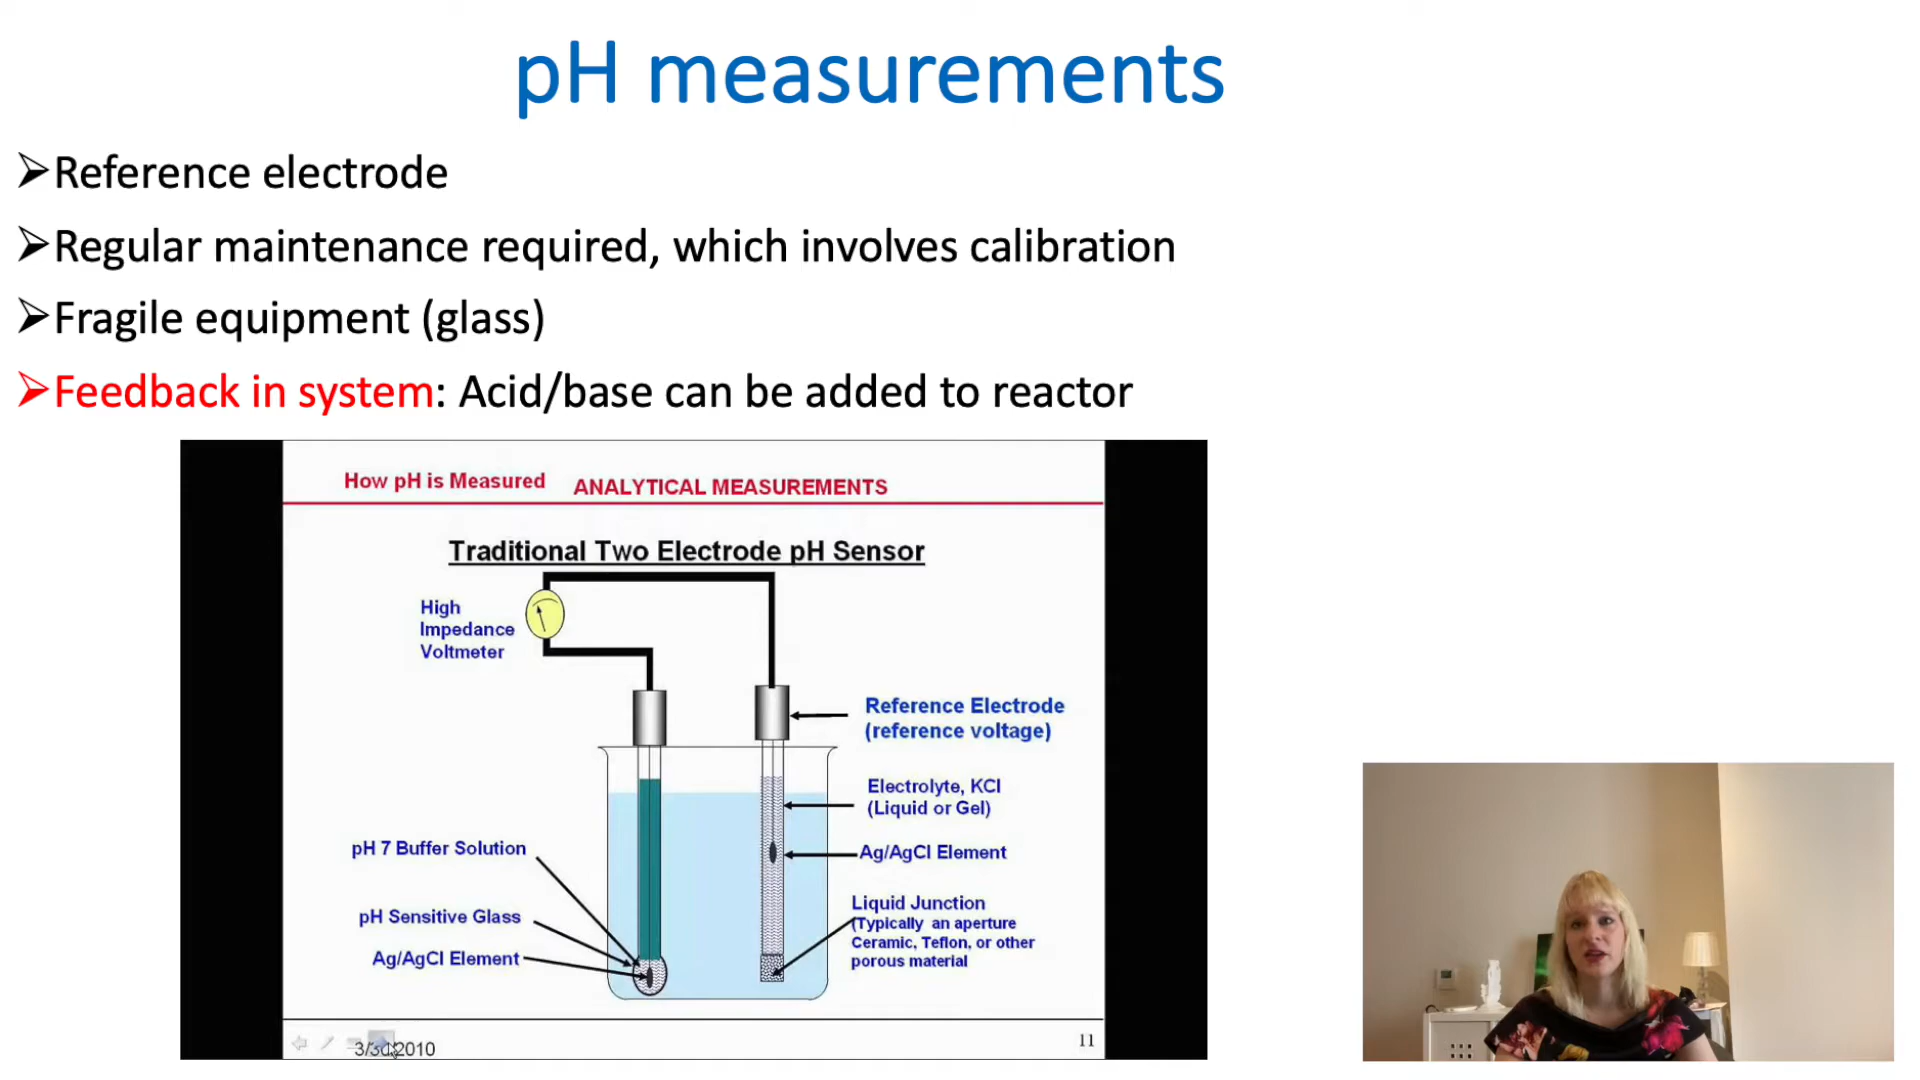 pH measurements
➢Reference electrode
➢Regular maintenance required, which involves calibration
➢Fragile equipment (glass)
➢Feedback in system: Acid/base can be added to reactor
How pH is Measured
ANALYTICAL MEASUREMENTS
Traditional Two Electrode pH Sensor
High
Impedance
Voltmeter
Reference Electrode
(reference voltage)
Electrolyte, KCl
(Liquid or Gel)
Ag/AgCl Element
Liquid Junction
(Typically an aperture
Ceramic, Teflon, or other
porous material
pH 7 Buffer Solution
pH Sensitive Glass
Ag/AgCl Element
11